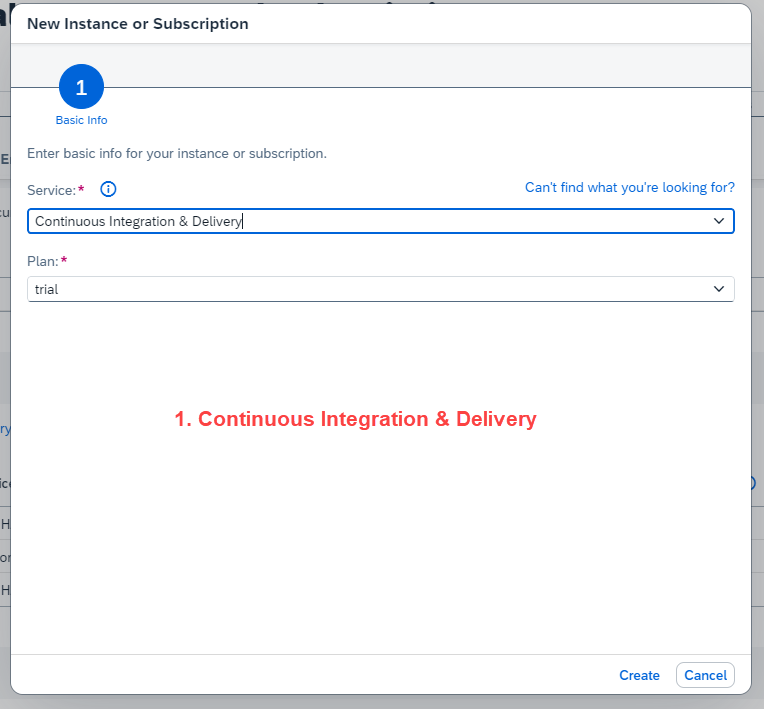 New Instance or Subscription
1
Basic Info
Enter basic info for your instance or subscription.
Service:*
Can't find what you're looking for?
Continuous Integration & Delivery
Plan:*
trial
1. Continuous Integration & Delivery
Create Cancel